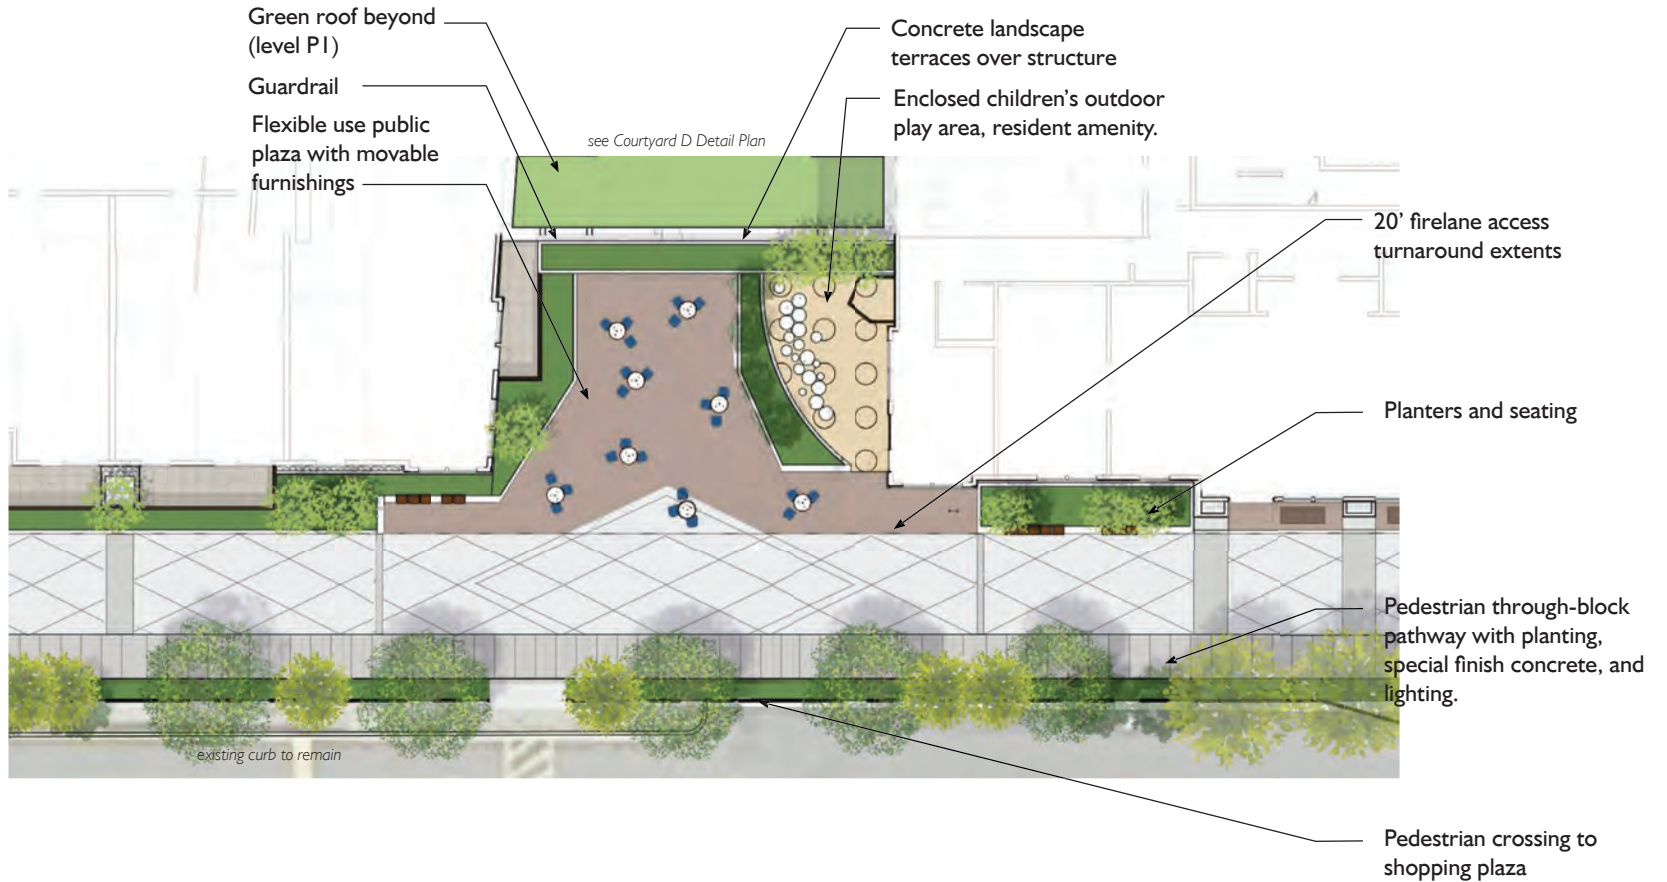 Green roof beyond
(level P1)
Guardrail
Flexible use public
plaza with movable
furnishings
see Courtyard D Detail Plan
Concrete landscape
terraces over structure
Enclosed children's outdoor
play area, resident amenity.
20' firelane access
turnaround extents
Planters and seating
Pedestrian through-block
pathway with planting,
special finish concrete, and
lighting.
existing curb to remain
Pedestrian crossing to
shopping plaza